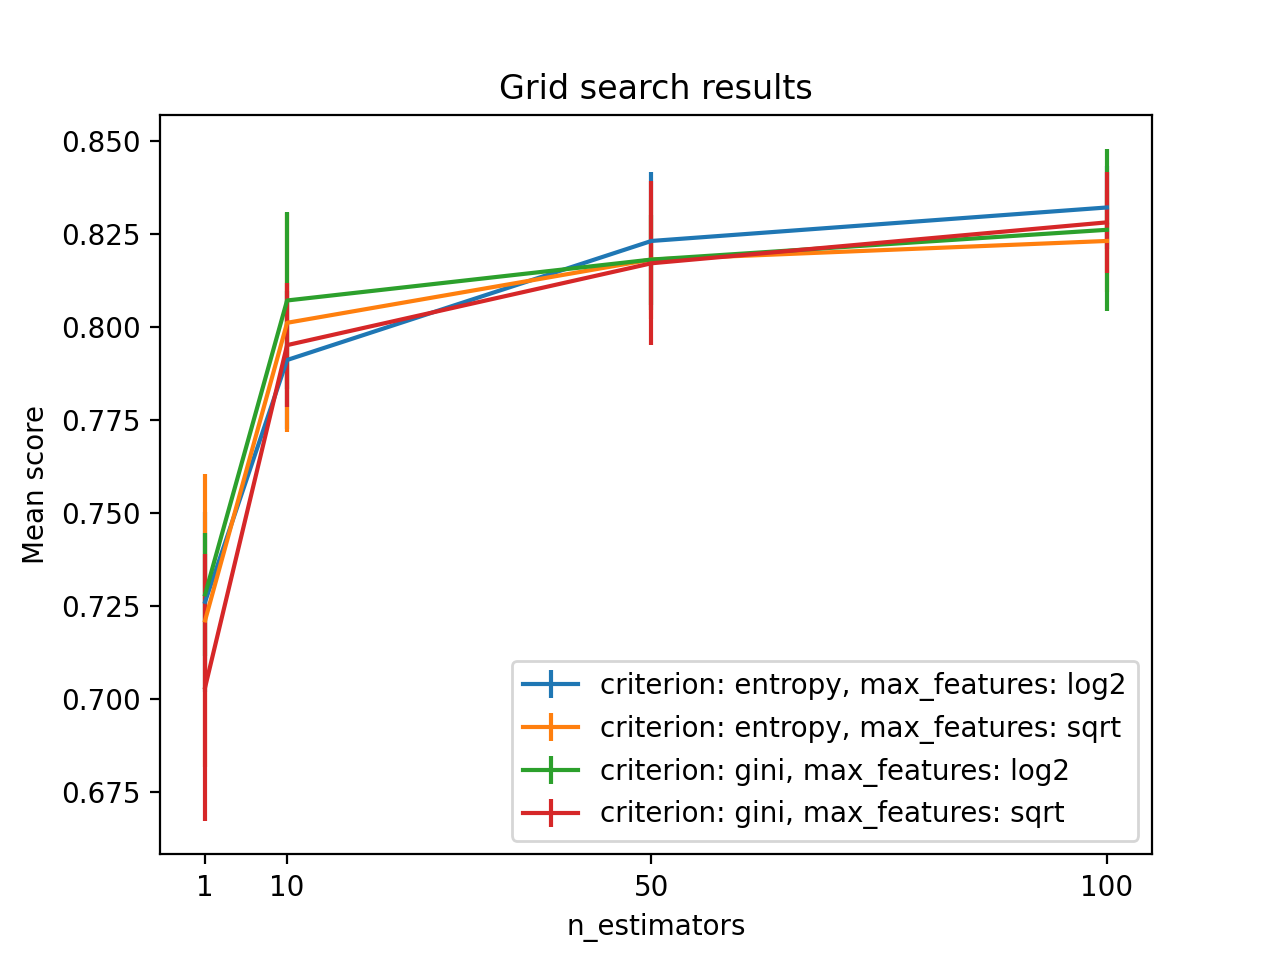 Grid search results
Mean score
0.850
0.825
0.800
0.775
0.750
0.725
0.700
0.675
criterion: entropy, max_features: log2
criterion: entropy, max_features: sqrt
criterion: gini, max_features: log2
criterion: gini, max_features: sqrt
1 10 50 100
n_estimators